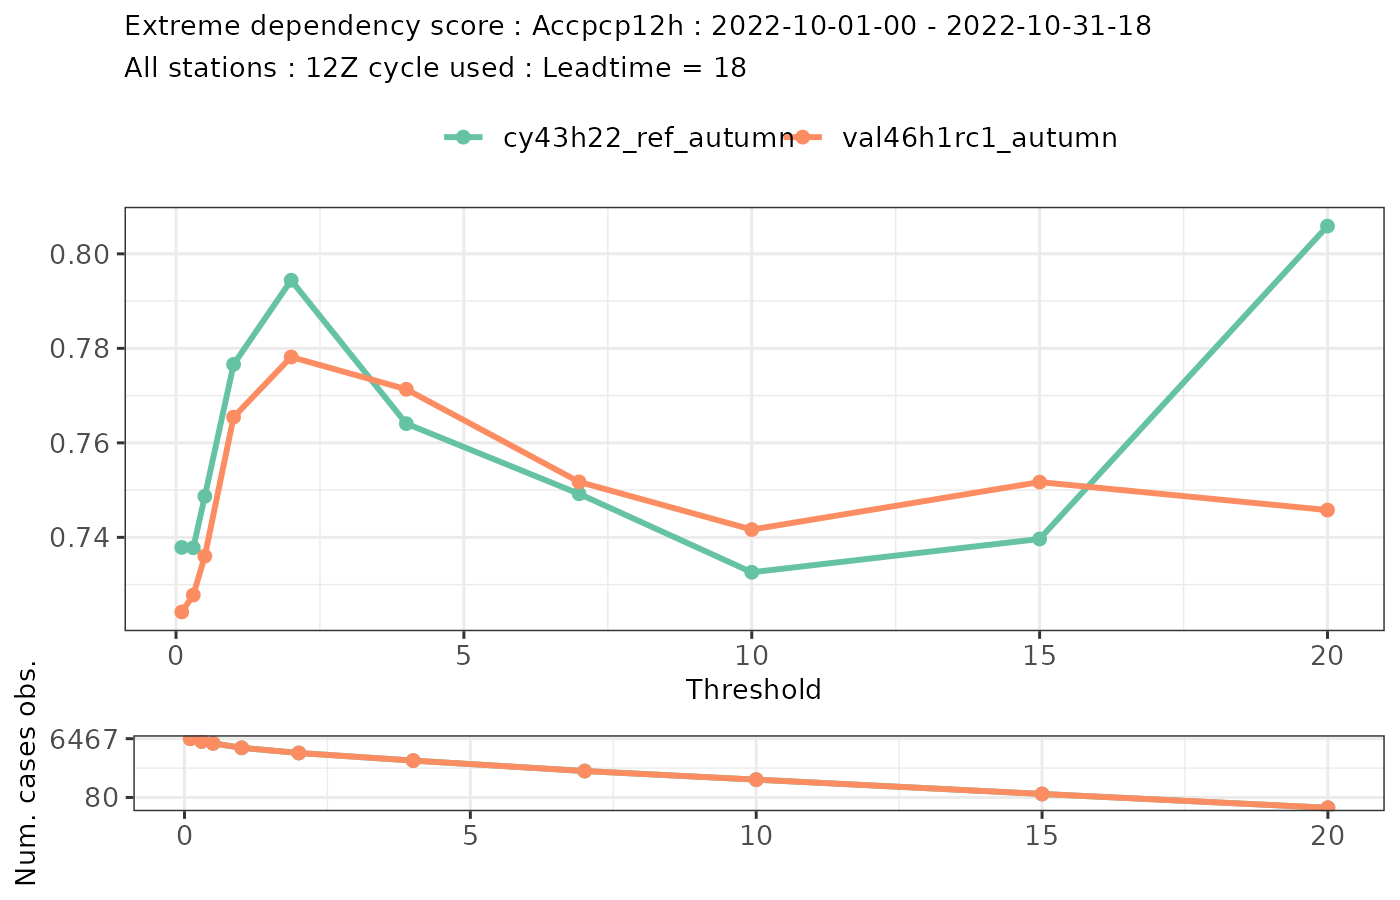 Extreme dependency score : Accpcp12h : 2022-10-01-00 - 2022-10-31-18
All stations : 12Z cycle used : Leadtime = 18
cy43h22_ref_autumn val46h1rc1_autumn
0.80
0.78
0.76
0.74
0 5 10 15 20
Threshold
Num. cases obs.
6467
80
0 5 10 15 20